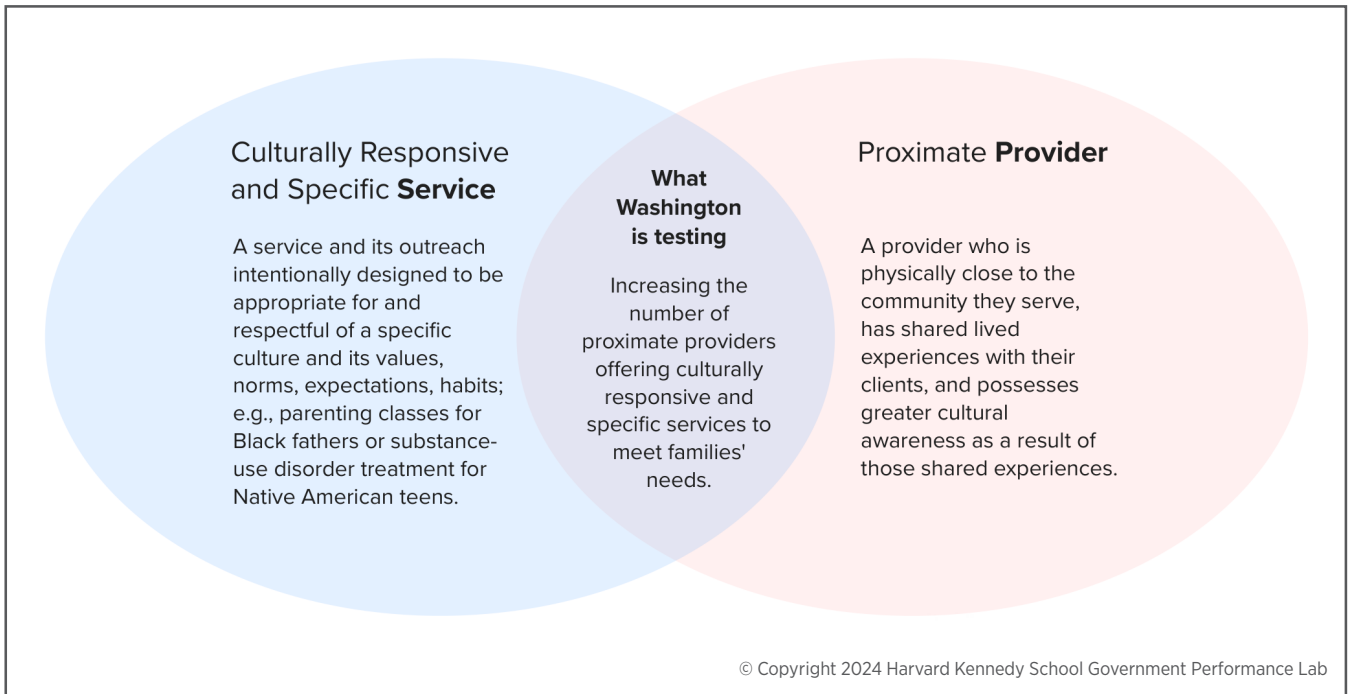 Culturally Responsive
and Specific Service
A service and its outreach
intentionally designed to be
appropriate for and
respectful of a specific
culture and its values,
norms, expectations, habits;
e.g., parenting classes for
Black fathers or substance-
use disorder treatment for
Native American teens.
What
Washington
is testing
Increasing the
number of
proximate providers
offering culturally
responsive and
specific services to
meet families'
needs.
Proximate Provider
A provider who is
physically close to the
community they serve,
has shared lived
experiences with their
clients, and possesses
greater cultural
awareness as a result of
those shared experiences.
© Copyright 2024 Harvard Kennedy School Government Performance Lab